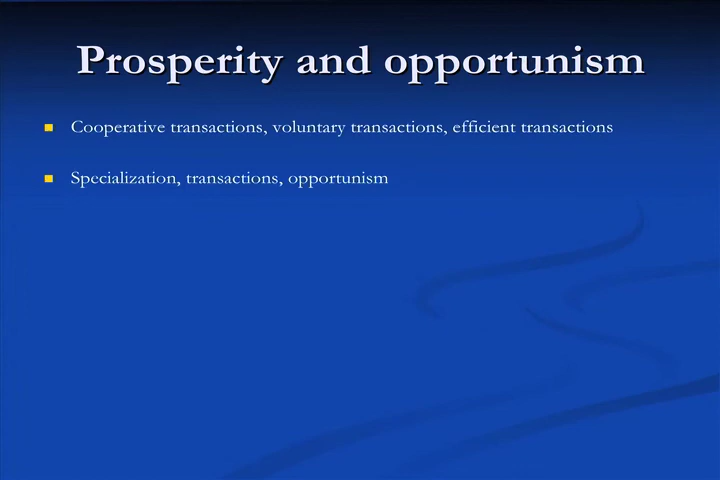 Prosperity and opportunism
Cooperative transactions, voluntary transactions, efficient transactions
Specialization, transactions, opportunism